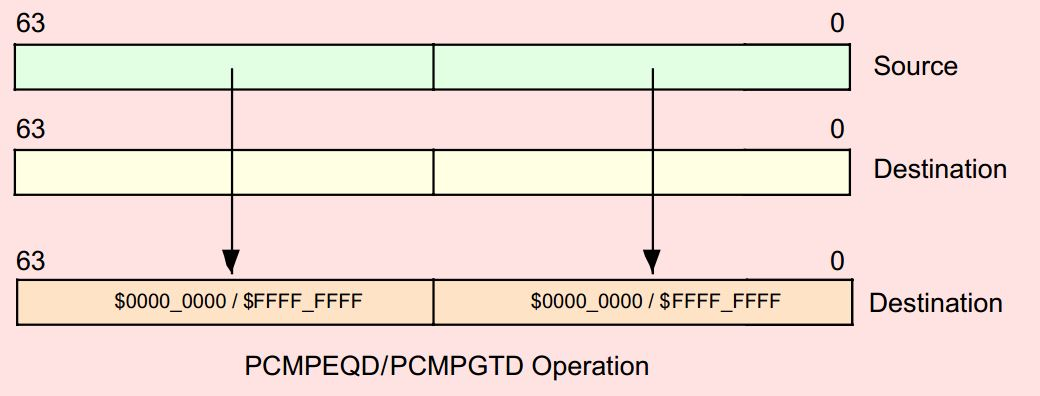 63 0
Source
63 0
Destination
63 0
$0000_0000 / $FFFF_FFFF $0000_0000 / $FFFF_FFFF Destination
PCMPEQD/PCMPGTD Operation